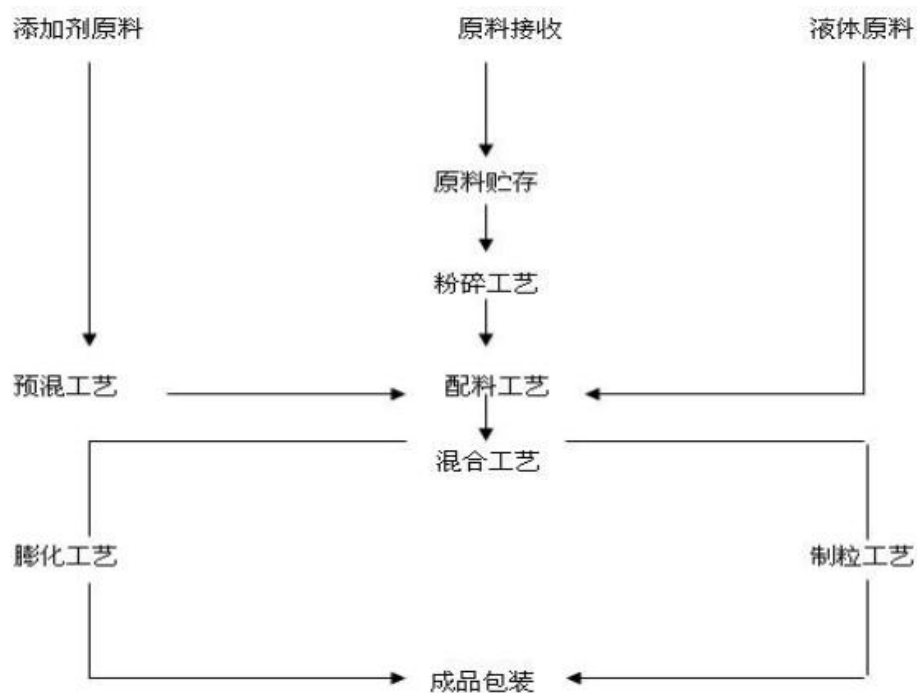 添加剂原料 原料接收 液体原料
原料贮存
粉碎工艺
预混工艺 配料工艺
混合工艺
膨化工艺 制粒工艺
成品包装